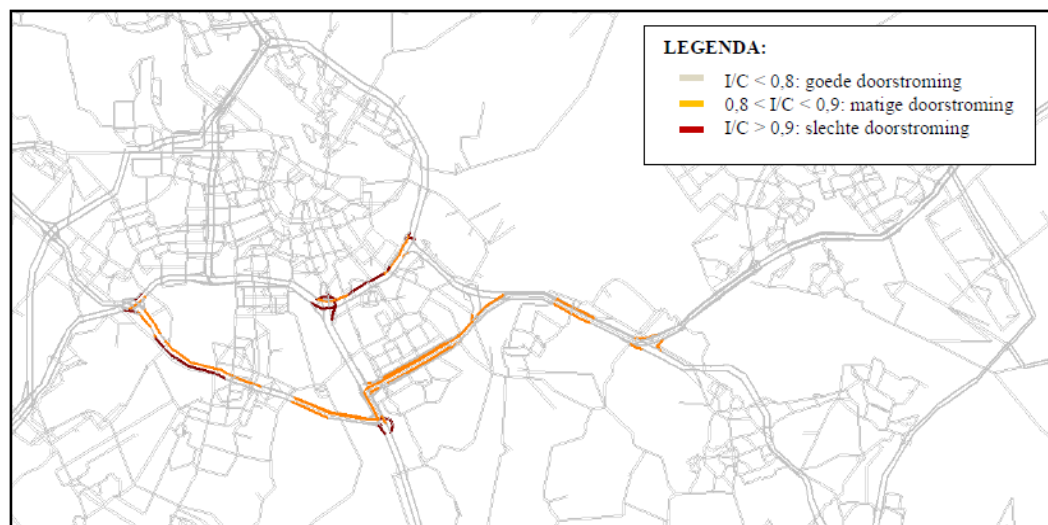 LEGENDA:
I/C < 0,8: goede doorstroming
0,8 < I/C < 0,9: matige doorstroming
I/C > 0,9: slechte doorstroming